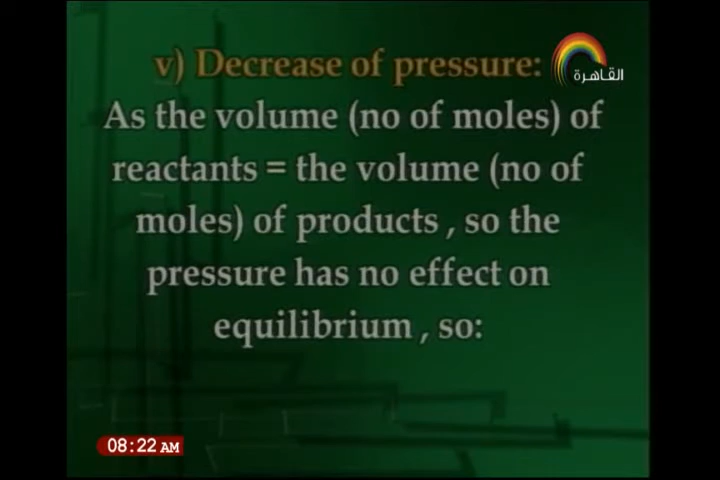 v) Decrease of pressure:
القاهرة
As the volume (no of moles) of
reactants = the volume (no of
moles) of products , so the
pressure has no effect on
equilibrium , so:
08:22 AM